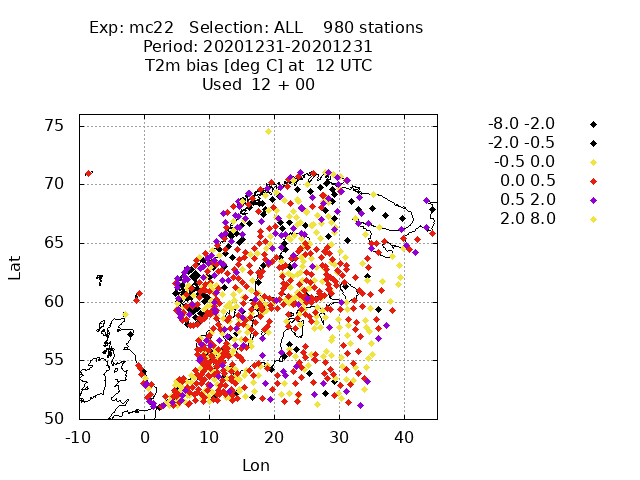 Exp: mc22 Selection: ALL 980 stations
Period: 20201231-20201231
T2m bias [deg C] at 12 UTC
Used 12 + 00
-8.0 -2.0
-2.0 -0.5
-0.5 0.0
0.0 0.5
0.5 2.0
2.0 8.0
75
70
65
60
55
50
Lat
-10 0 10 20 30 40
Lon